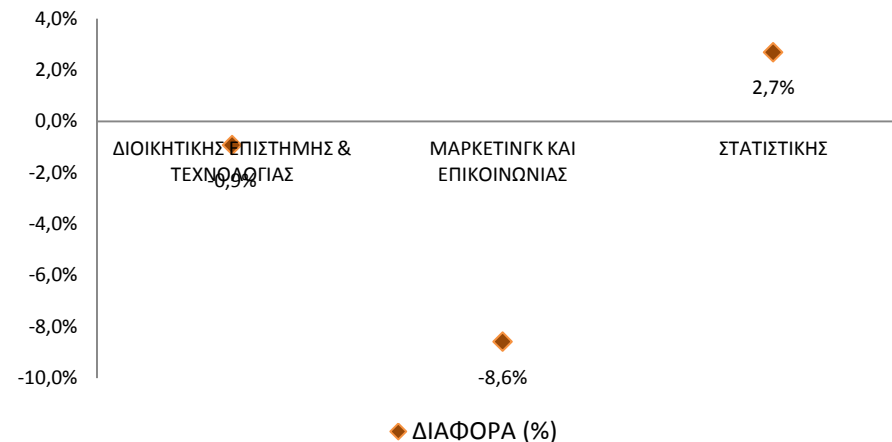 4,0%
2,0%
2,7%
0,0%
ΔΙΟΙΚΗΤΙΚΗΣ ΕΠΙΣΤΗΜΗΣ &
ΤΕΧΝΟΛΟΓΙΑΣ
ΜΑΡΚΕΤΙΝΓΚ ΚΑΙ
ΕΠΙΚΟΙΝΩΝΙΑΣ
ΣΤΑΤΙΣΤΙΚΗΣ
-0,9%
-2,0%
-4,0%
-6,0%
-8,0%
-8,6%
-10,0%
ΔΙΑΦΟΡΑ (%)